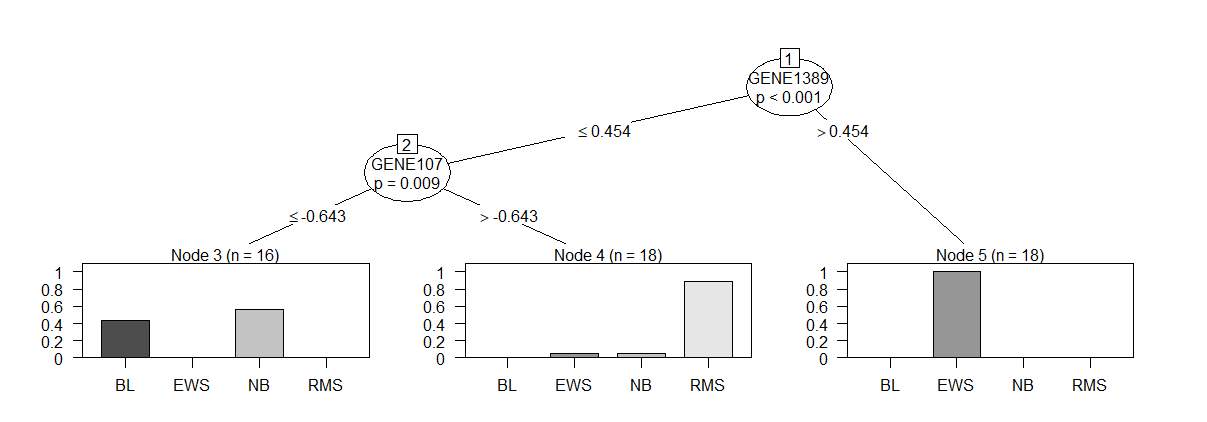 1
GENE1389
p < 0.001
≤ 0.454
> 0.454
2
GENE107
p = 0.009
≤ -0.643
> -0.643
Node 3 (n = 16)
1
0.8
0.6
0.4
0.2
0
BL EWS NB RMS
Node 4 (n = 18)
1
0.8
0.6
0.4
0.2
0
BL EWS NB RMS
Node 5 (n = 18)
1
0.8
0.6
0.4
0.2
0
BL EWS NB RMS